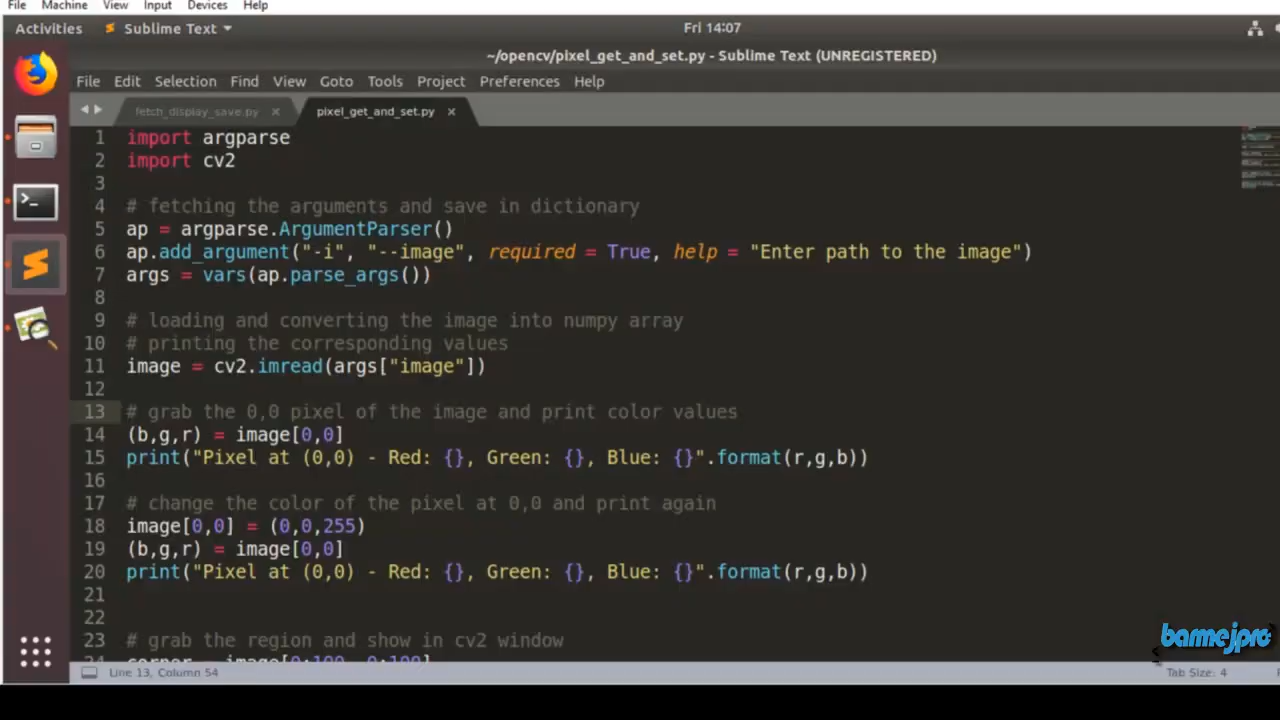 File Machine View Input Devices Help
Activities Sublime Text Fri 14:07
~/opencv/pixel_get_and_set.py - Sublime Text (UNREGISTERED)
File Edit Selection Find View Goto Tools Project Preferences Help
fetch_display_save.py × pixel_get_and_set.py ×
1 import argparse
2 import cv2
3
4 # fetching the arguments and save in dictionary
5 ap = argparse.ArgumentParser()
6 ap.add_argument("-i", "--image", required = True, help = "Enter path to the image")
7 args = vars(ap.parse_args())
8
9 # loading and converting the image into numpy array
10 # printing the corresponding values
11 image = cv2.imread(args["image"])
12
13 # grab the 0,0 pixel of the image and print color values
14 (b,g,r) = image[0,0]
15 print("Pixel at (0,0) - Red: {}, Green: {}, Blue: {}".format(r,g,b))
16
17 # change the color of the pixel at 0,0 and print again
18 image[0,0] = (0,0,255)
19 (b,g,r) = image[0,0]
20 print("Pixel at (0,0) - Red: {}, Green: {}, Blue: {}".format(r,g,b))
21
22
23 # grab the region and show in cv2 window
24 corner = image[0:100, 0:100]
barmejpro
Line 13, Column 54 Tab Size: 4